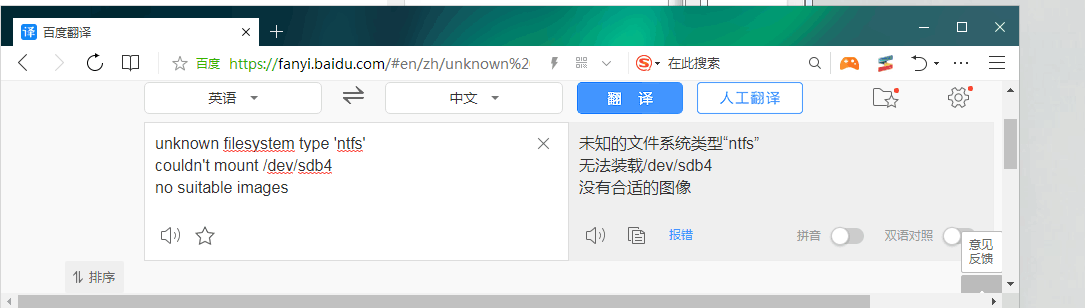 译 百度翻译
百度 https://fanyi.baidu.com/#en/zh/unknown%2 在此搜索
英语 中文 翻 译 人工翻译
unknown filesystem type 'ntfs'
couldn't mount /dev/sdb4
no suitable images
未知的文件系统类型“ntfs”
无法装载/dev/sdb4
没有合适的图像
报错 拼音 双语对照
意见
反馈
排序